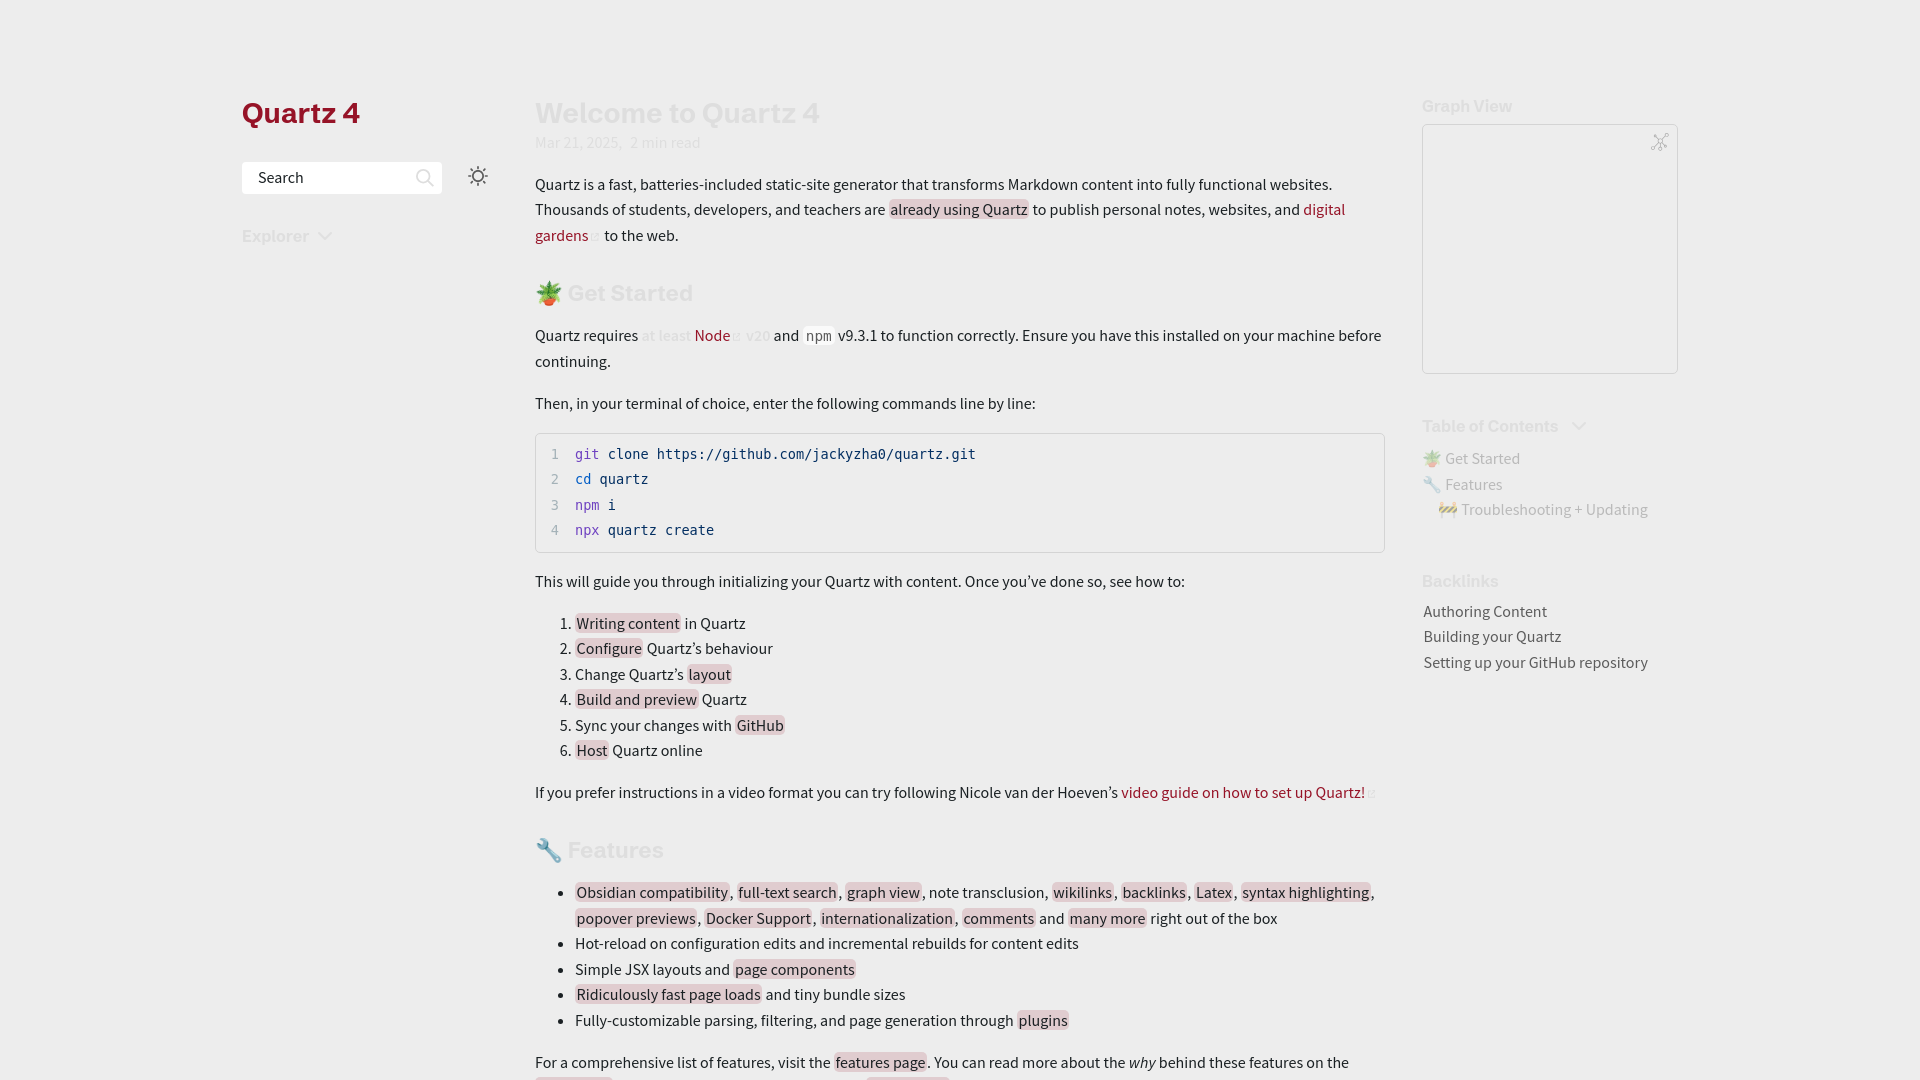 Quartz 4
Search
Explorer
Welcome to Quartz 4
Mar 21, 2025, 2 min read
Quartz is a fast, batteries-included static-site generator that transforms Markdown content into fully functional websites.
Thousands of students, developers, and teachers are already using Quartz to publish personal notes, websites, and digital
gardens to the web.
🪴 Get Started
Quartz requires at least Node v20 and npm v9.3.1 to function correctly. Ensure you have this installed on your machine before
continuing.
Then, in your terminal of choice, enter the following commands line by line:
1 git clone https://github.com/jackyzha0/quartz.git
2 cd quartz
3 npm i
4 npx quartz create
This will guide you through initializing your Quartz with content. Once you’ve done so, see how to:
1. Writing content in Quartz
2. Configure Quartz’s behaviour
3. Change Quartz’s layout
4. Build and preview Quartz
5. Sync your changes with GitHub
6. Host Quartz online
If you prefer instructions in a video format you can try following Nicole van der Hoeven’s video guide on how to set up Quartz!
🔧 Features
• Obsidian compatibility, full-text search, graph view, note transclusion, wikilinks, backlinks, Latex, syntax highlighting,
popover previews, Docker Support, internationalization, comments and many more right out of the box
• Hot-reload on configuration edits and incremental rebuilds for content edits
• Simple JSX layouts and page components
• Ridiculously fast page loads and tiny bundle sizes
• Fully-customizable parsing, filtering, and page generation through plugins
For a comprehensive list of features, visit the features page. You can read more about the why behind these features on the
Graph View
Table of Contents
🪴 Get Started
🔧 Features
🚧 Troubleshooting + Updating
Backlinks
Authoring Content
Building your Quartz
Setting up your GitHub repository